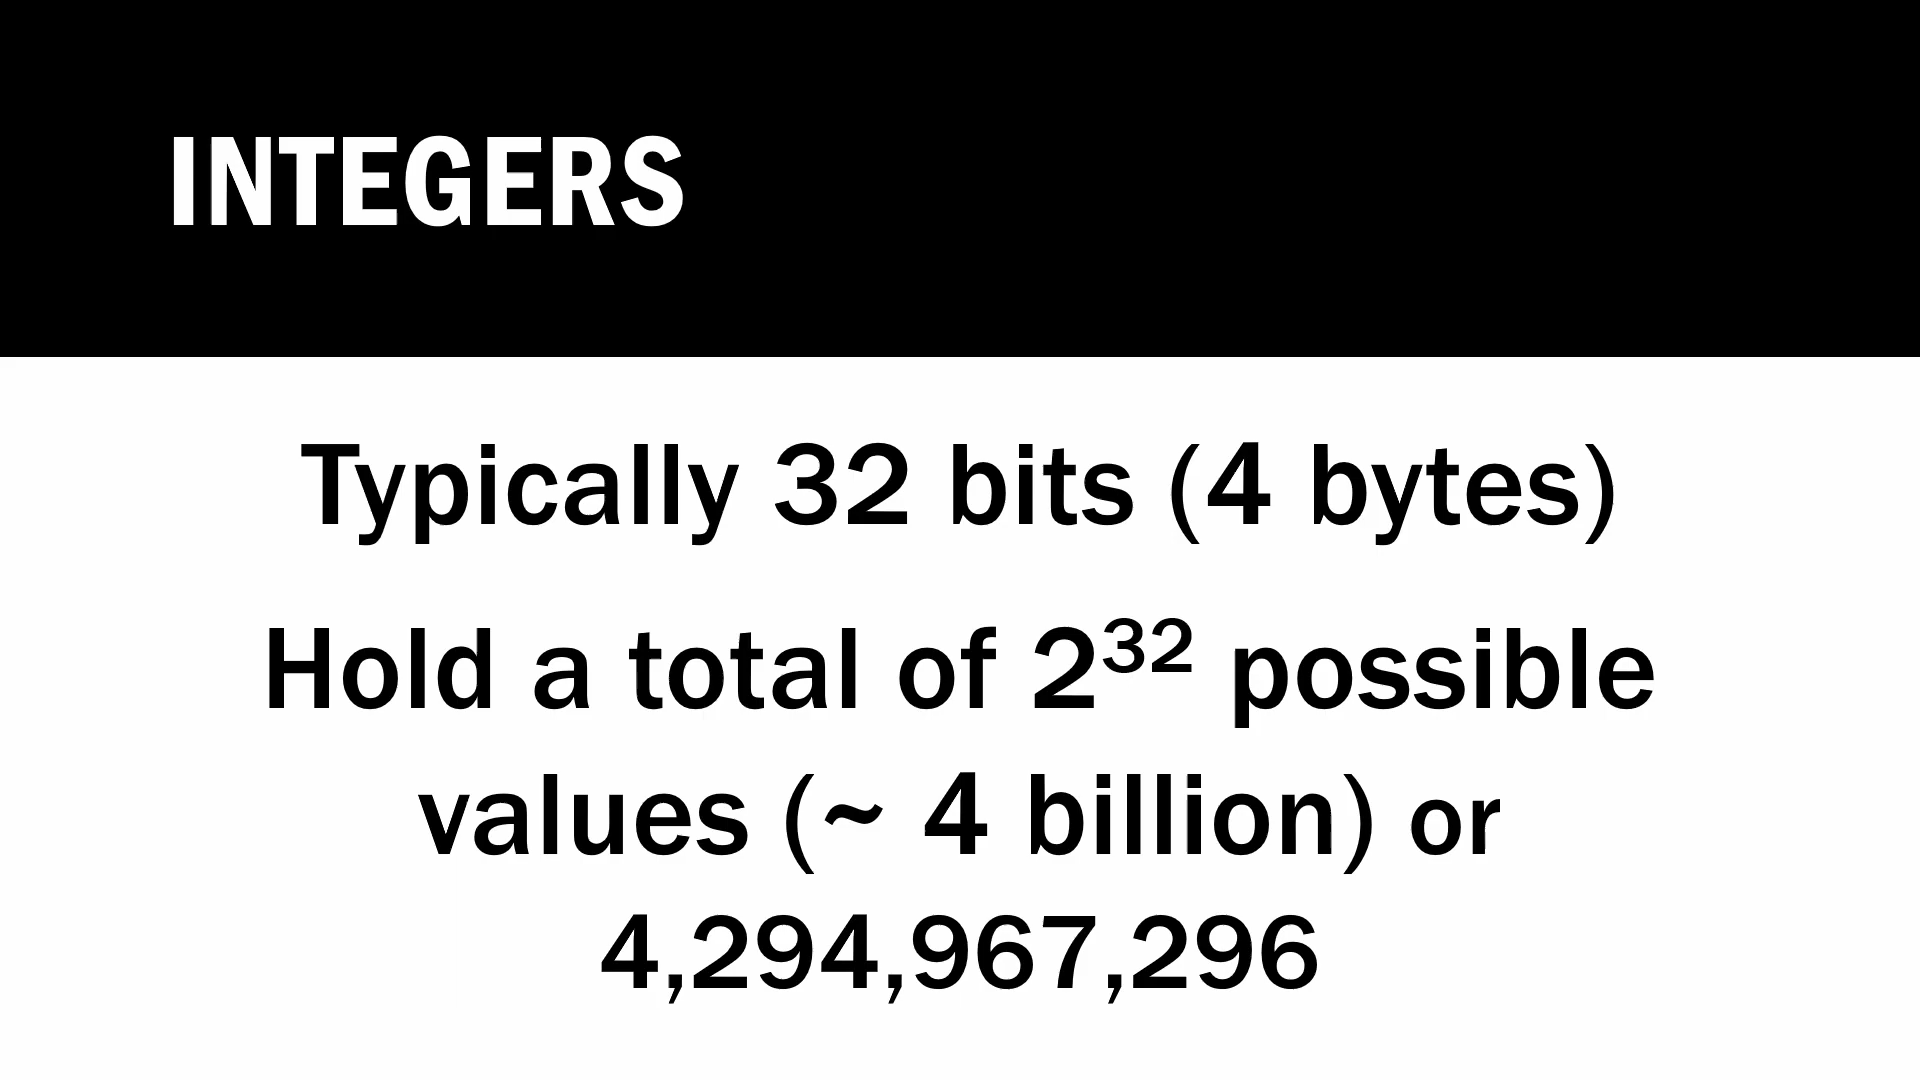 INTEGERS
Typically 32 bits (4 bytes)
Hold a total of 2³² possible
values (~ 4 billion) or
4,294,967,296